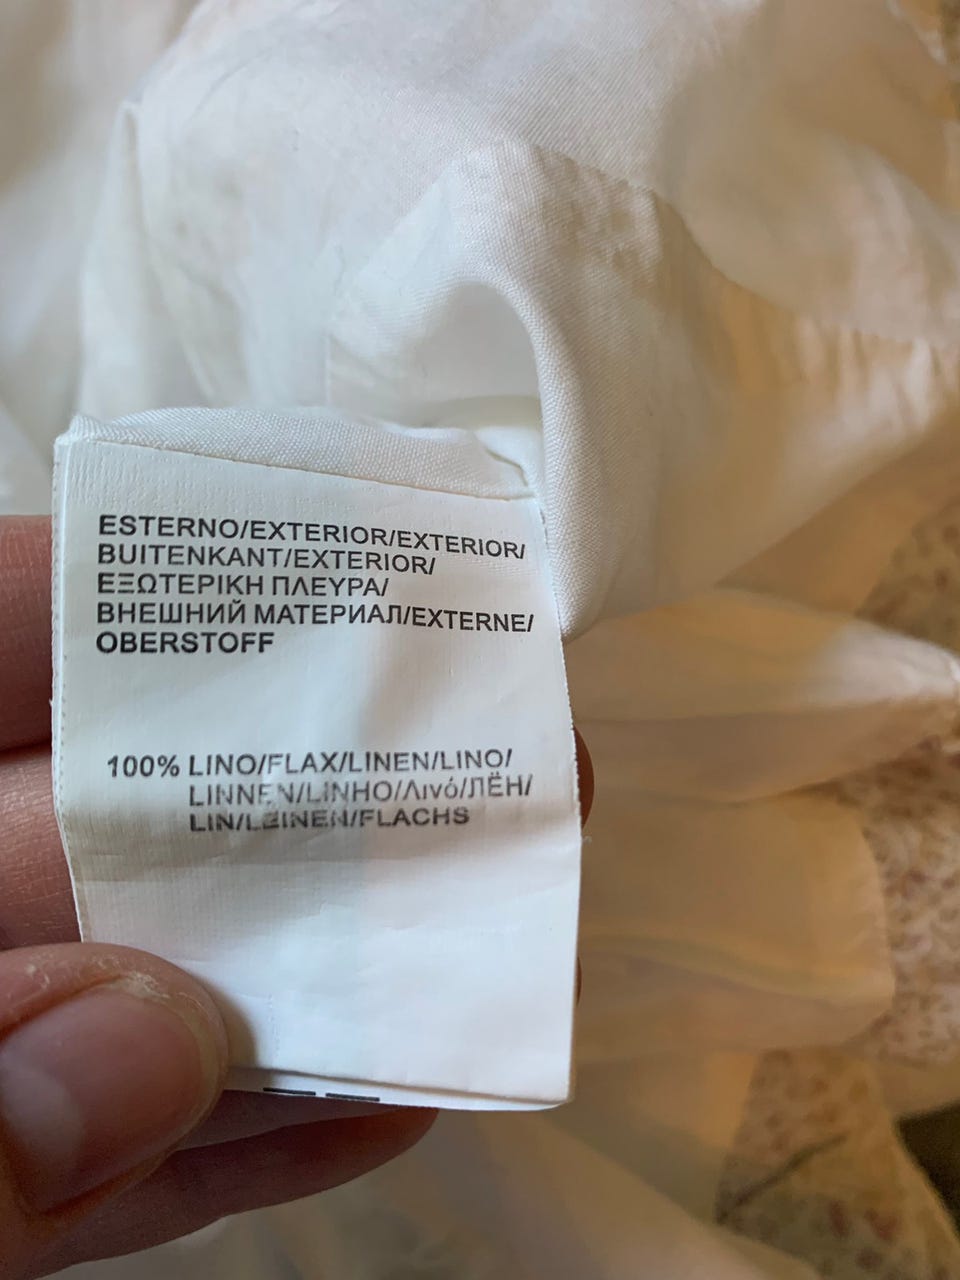 ESTERNO/EXTERIOR/EXTERIOR/
BUITENKANT/EXTERIOR/
ΕΞΩΤΕΡΙΚΗ ΠΛΕΥΡΑ/
ВНЕШНИЙ МАТЕРИАЛ/EXTERNE/
OBERSTOFF
100% LINO/FLAX/LINEN/LINO/
LINNEN/LINHO/Λινό/ЛЁН/
LIN/LEINEN/FLACHS